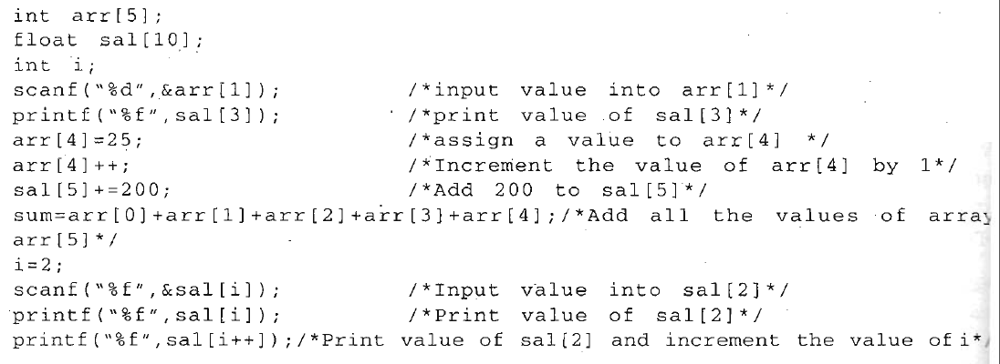 int arr[5];
float sal[10];
int i;
scanf("%d",&arr[1]); /*input value into arr[1]*/
printf("%f",sal[3]); /*print value of sal[3]*/
arr[4]=25; /*assign a value to arr[4] */
arr[4]++; /*Increment the value of arr[4] by 1*/
sal[5]+=200; /*Add 200 to sal[5]*/
sum=arr[0]+arr[1]+arr[2]+arr[3]+arr[4];/*Add all the values of array
arr[5]*/
i=2;
scanf("%f",&sal[i]); /*Input value into sal[2]*/
printf("%f",sal[i]); /*Print value of sal[2]*/
printf("%f",sal[i++]);/*Print value of sal[2] and increment the value of i*/